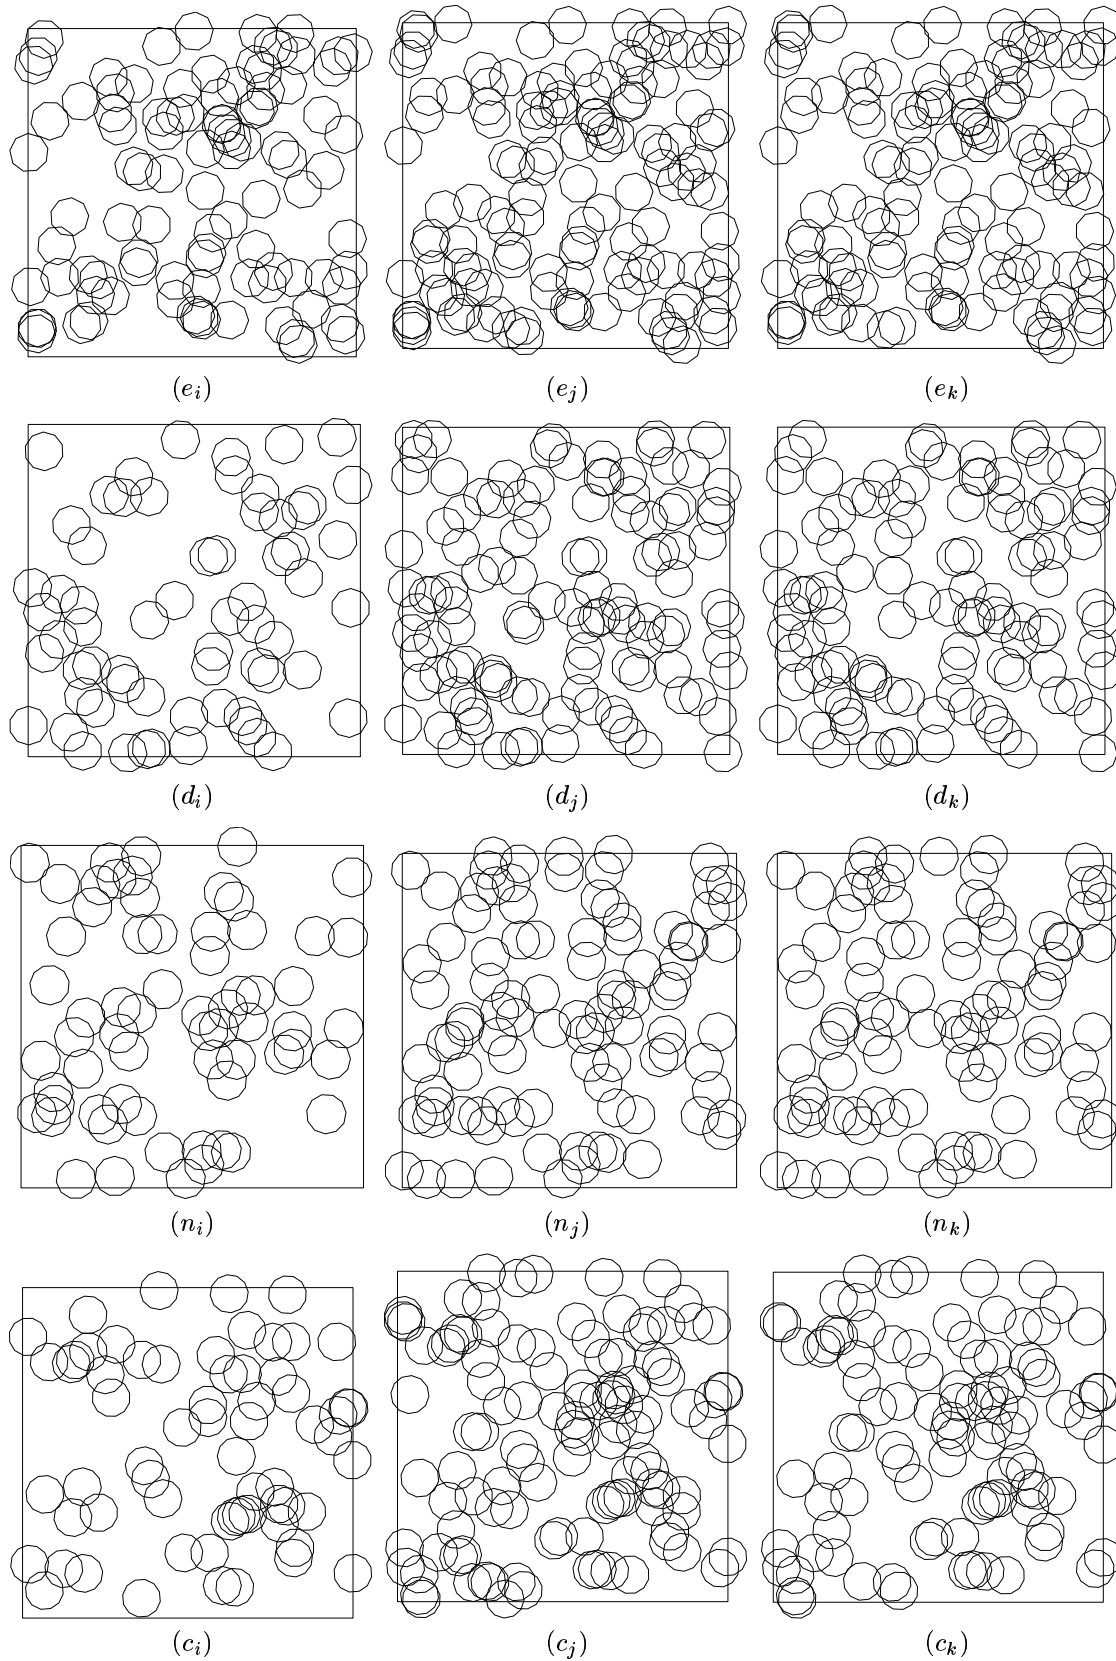 (e_i) (e_j) (e_k)
(d_i) (d_j) (d_k)
(n_i) (n_j) (n_k)
(c_i) (c_j) (c_k)